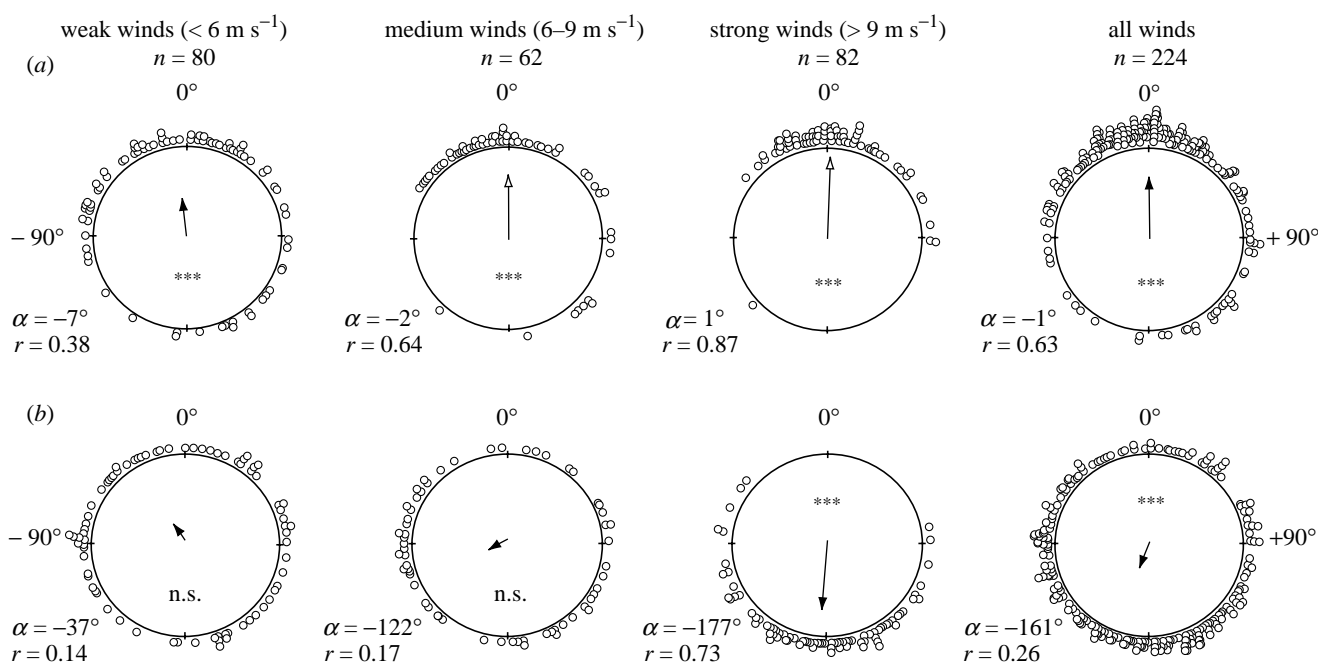 weak winds (< 6 m s⁻¹) medium winds (6–9 m s⁻¹) strong winds (> 9 m s⁻¹) all winds
n = 80 n = 62 n = 82 n = 224
(a)
0° 0° 0° 0°
– 90° + 90°
*** *** *** ***
α = –7° α = –2° α = 1° α = –1°
r = 0.38 r = 0.64 r = 0.87 r = 0.63
(b)
0° 0° 0° 0°
*** ***
– 90° +90°
n.s. n.s.
α = –37° α = –122° α = –177° α = –161°
r = 0.14 r = 0.17 r = 0.73 r = 0.26